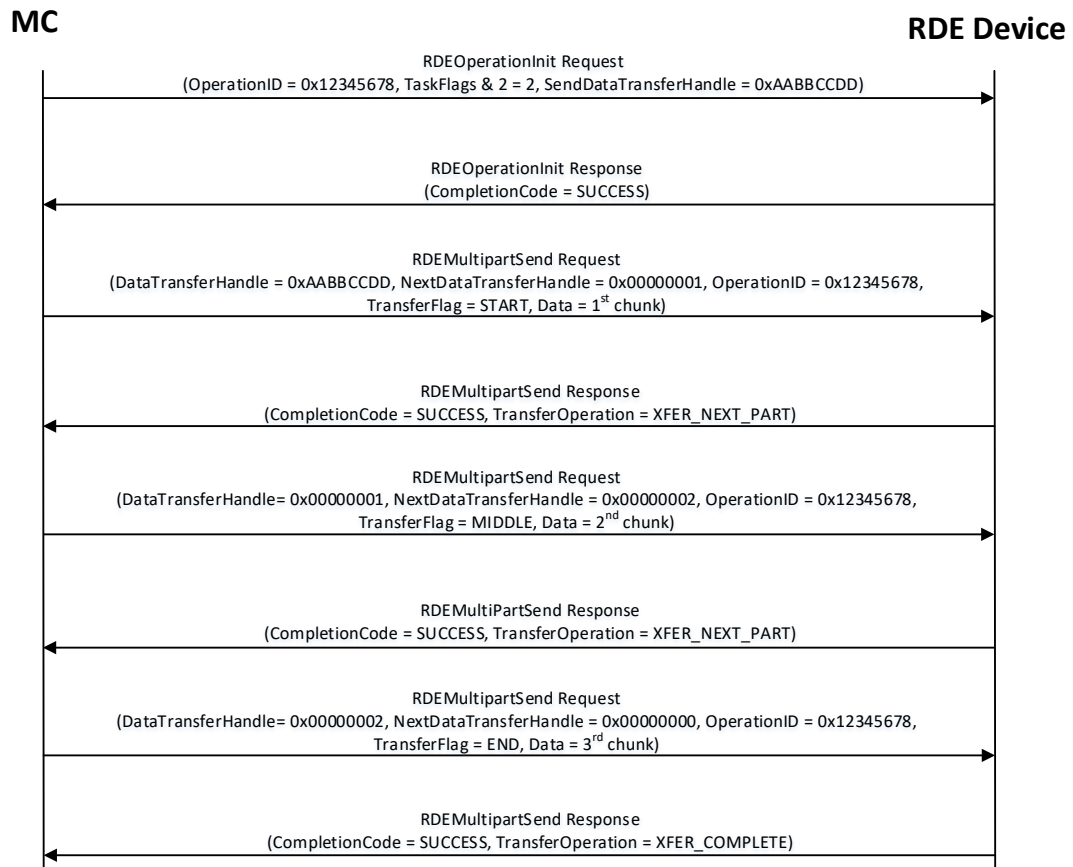 MC
RDE Device
RDEOperationInit Request
(OperationID = 0x12345678, TaskFlags & 2 = 2, SendDataTransferHandle = 0xAABBCCDD)
RDEOperationInit Response
(CompletionCode = SUCCESS)
RDEMultipartSend Request
(DataTransferHandle = 0xAABBCCDD, NextDataTransferHandle = 0x00000001, OperationID = 0x12345678,
TransferFlag = START, Data = 1st chunk)
RDEMultipartSend Response
(CompletionCode = SUCCESS, TransferOperation = XFER_NEXT_PART)
RDEMultipartSend Request
(DataTransferHandle= 0x00000001, NextDataTransferHandle = 0x00000002, OperationID = 0x12345678,
TransferFlag = MIDDLE, Data = 2nd chunk)
RDEMultiPartSend Response
(CompletionCode = SUCCESS, TransferOperation = XFER_NEXT_PART)
RDEMultipartSend Request
(DataTransferHandle= 0x00000002, NextDataTransferHandle = 0x00000000, OperationID = 0x12345678,
TransferFlag = END, Data = 3rd chunk)
RDEMultipartSend Response
(CompletionCode = SUCCESS, TransferOperation = XFER_COMPLETE)